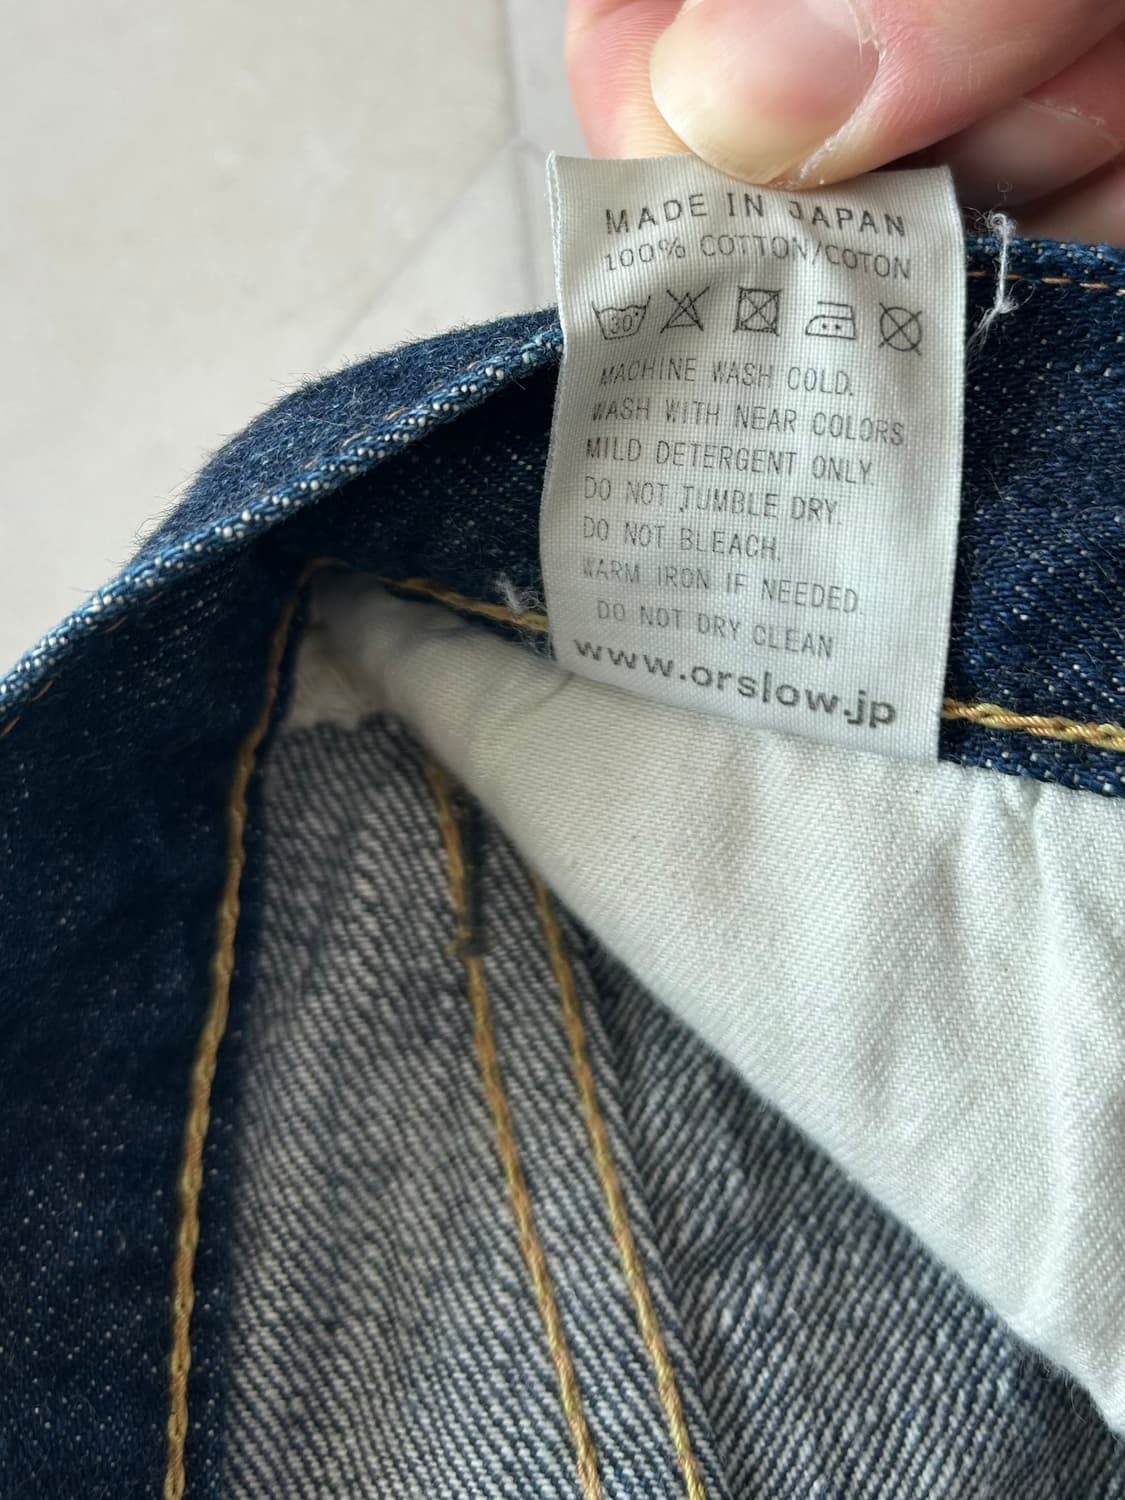 MADE IN JAPAN
100% COTTON/COTON
30
MACHINE WASH COLD.
WASH WITH NEAR COLORS
MILD DETERGENT ONLY.
DO NOT TUMBLE DRY.
DO NOT BLEACH.
WARM IRON IF NEEDED
DO NOT DRY CLEAN
www.orslow.jp